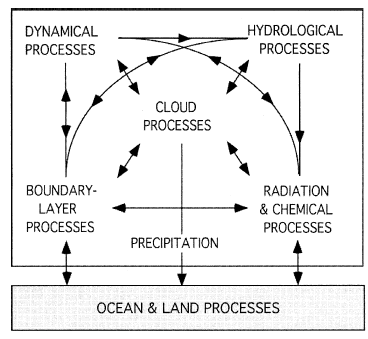 DYNAMICAL
PROCESSES
HYDROLOGICAL
PROCESSES
CLOUD
PROCESSES
BOUNDARY-
LAYER
PROCESSES
RADIATION
& CHEMICAL
PROCESSES
PRECIPITATION
OCEAN & LAND PROCESSES